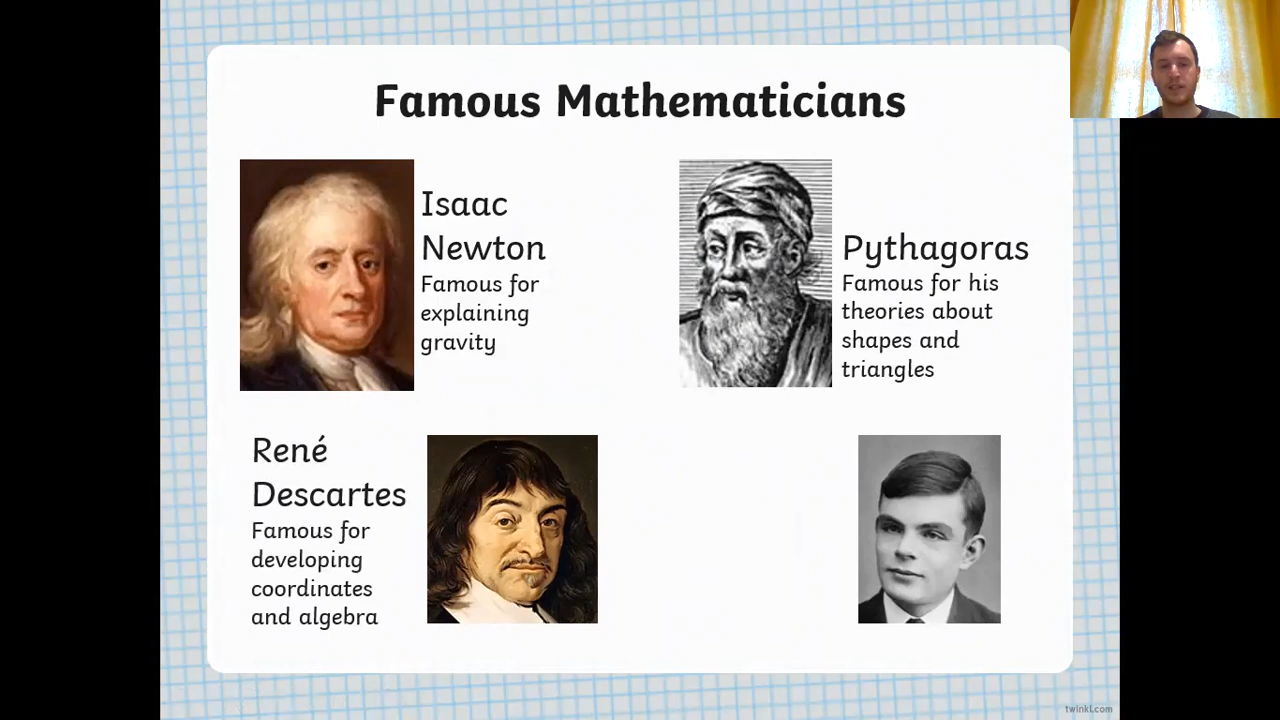 Famous Mathematicians
Isaac
Newton
Famous for
explaining
gravity
Pythagoras
Famous for his
theories about
shapes and
triangles
René
Descartes
Famous for
developing
coordinates
and algebra
twinkl.com